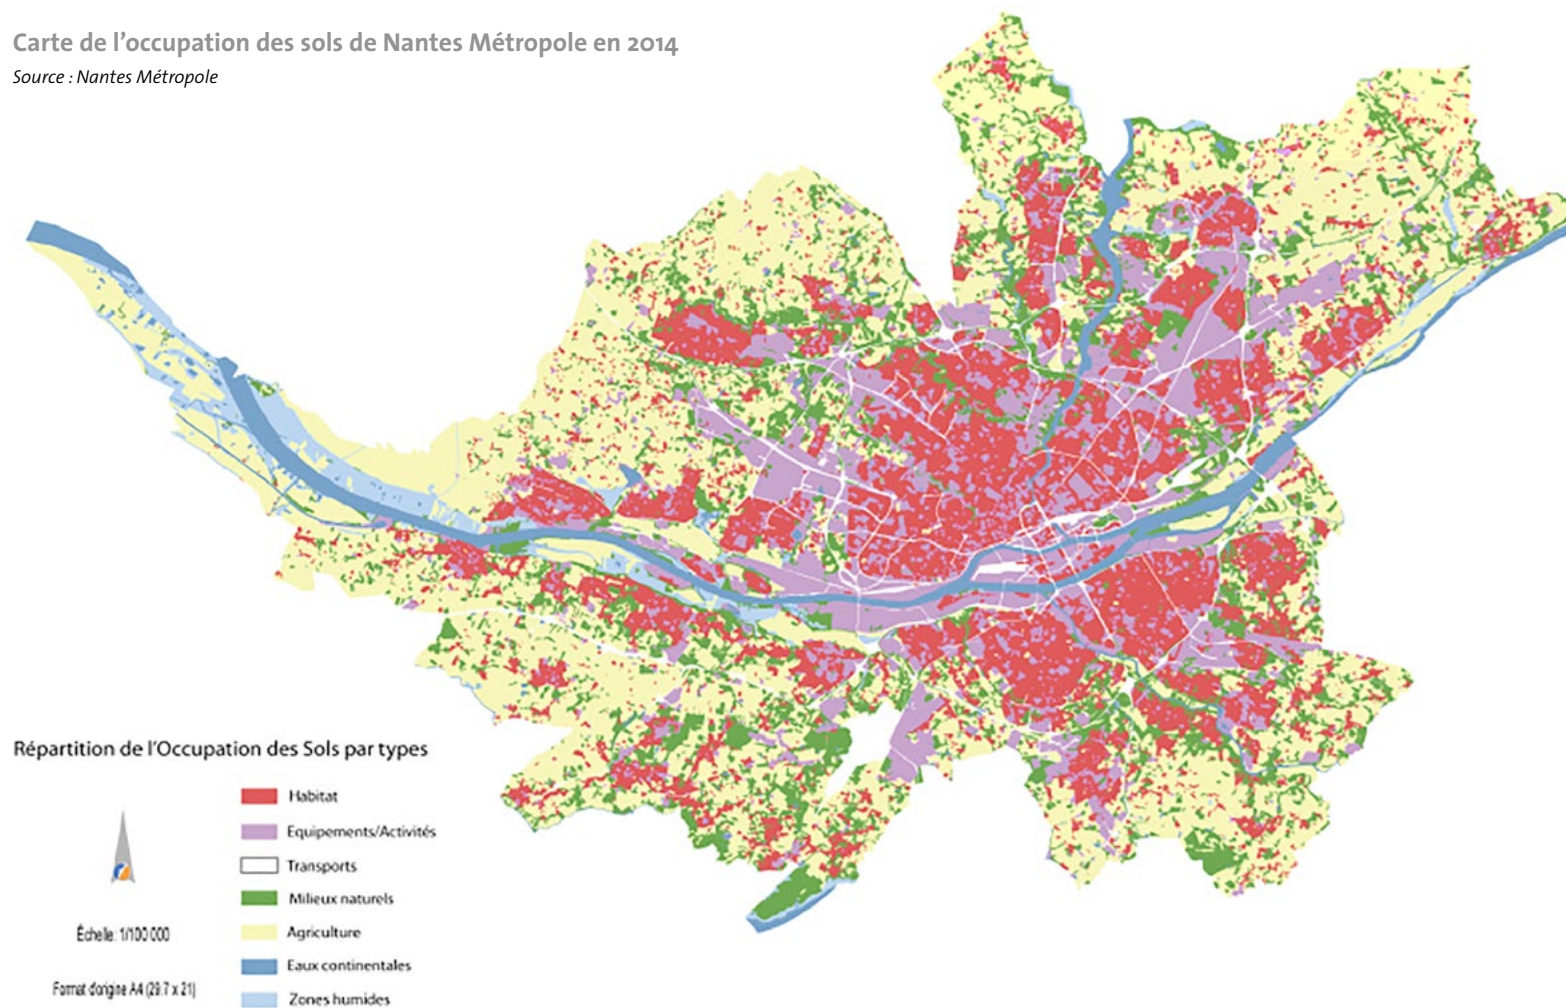 Carte de l’occupation des sols de Nantes Métropole en 2014
Source : Nantes Métropole
Répartition de l’Occupation des Sols par types
Habitat
Equipements/Activités
Transports
Milieux naturels
Agriculture
Eaux continentales
Zones humides
Échelle: 1/100 000
Format d'origine A4 (29.7 x 21)